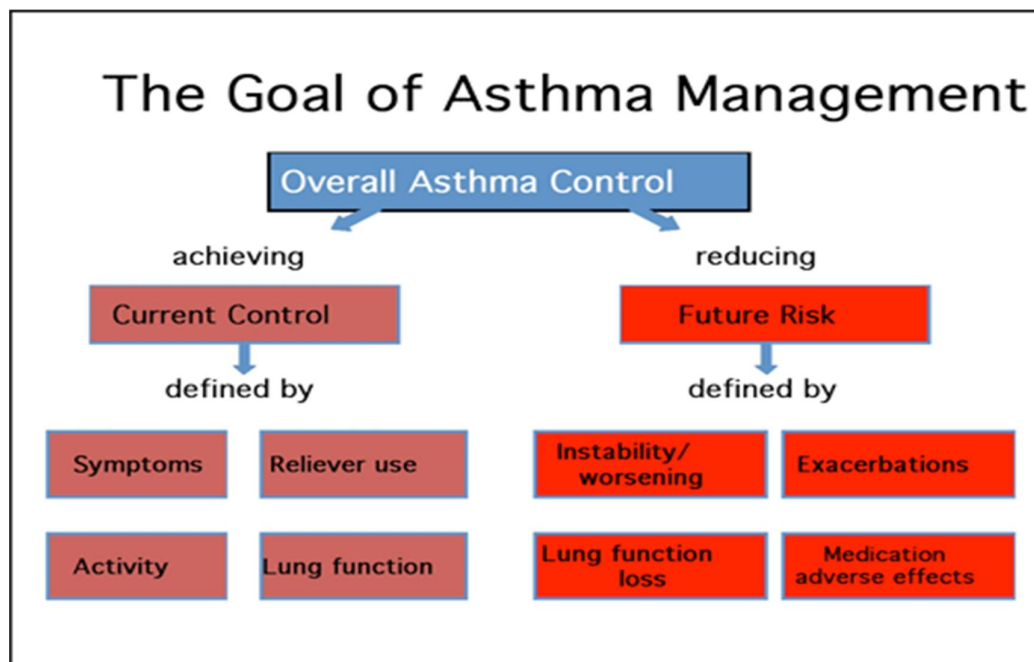 The Goal of Asthma Management
Overall Asthma Control
achieving
Current Control
defined by
Symptoms
Reliever use
Activity
Lung function
reducing
Future Risk
defined by
Instability/
worsening
Exacerbations
Lung function
loss
Medication
adverse effects